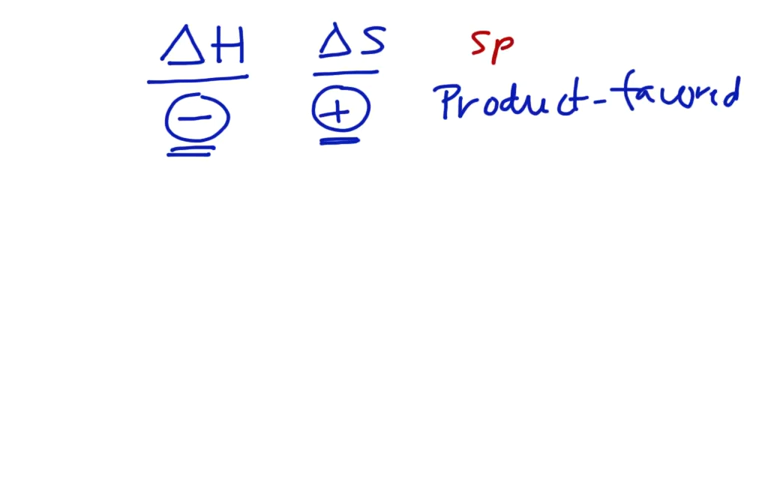 ΔH ΔS sp
− + Product-favored